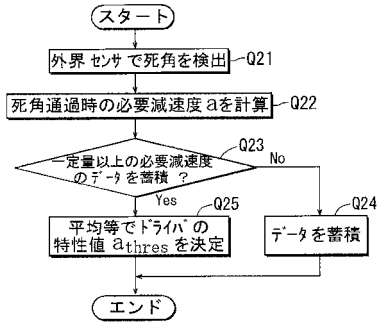 スタート
外界センサで死角を検出
Q21
死角通過時の必要減速度aを計算
Q22
Q23
一定量以上の必要減速度
のデータを蓄積 ?
No
Yes
Q25
Q24
平均等でドライバの
特性値 athres を決定
データを蓄積
エンド